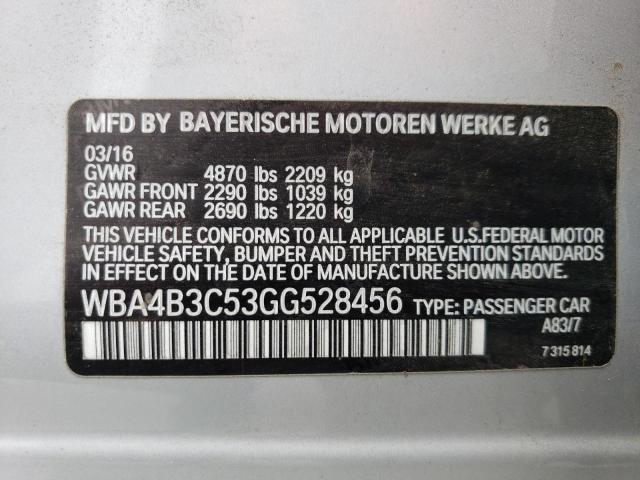 MFD BY BAYERISCHE MOTOREN WERKE AG
03/16
GVWR 4870 lbs 2209 kg
GAWR FRONT 2290 lbs 1039 kg
GAWR REAR 2690 lbs 1220 kg
THIS VEHICLE CONFORMS TO ALL APPLICABLE U.S.FEDERAL MOTOR
VEHICLE SAFETY, BUMPER AND THEFT PREVENTION STANDARDS
IN EFFECT ON THE DATE OF MANUFACTURE SHOWN ABOVE.
WBA4B3C53GG528456 TYPE: PASSENGER CAR
A83/7
7 315 814